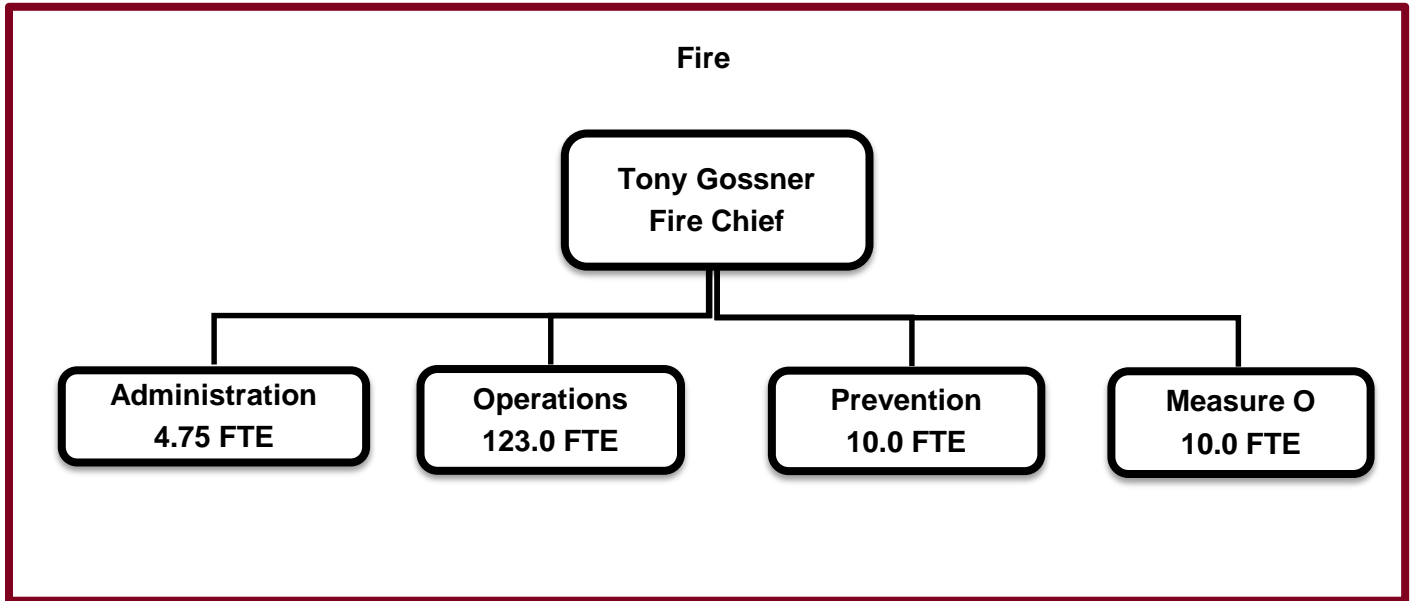 Fire
Tony Gossner
Fire Chief
Administration
4.75 FTE
Operations
123.0 FTE
Prevention
10.0 FTE
Measure O
10.0 FTE